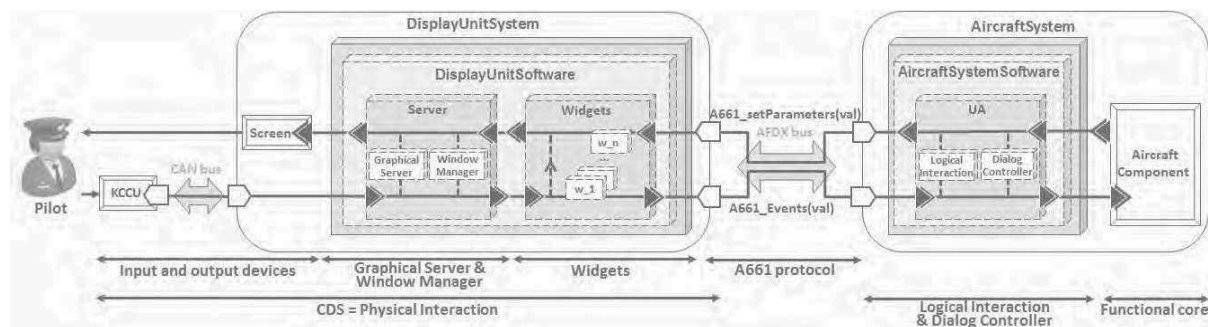 DisplayUnitSystem
AircraftSystem
DisplayUnitSoftware
AircraftSystemSoftware
Server
Widgets
A661_setParameters(val)
UA
Screen
AFDX bus
w_n
...
CAN bus
Graphical
Server
Window
Manager
Logical
Interaction
Dialog
Controller
Aircraft
Component
KCCU
w_1
Pilot
A661_Events(val)
Input and output devices
Graphical Server &
Window Manager
Widgets
A661 protocol
CDS = Physical Interaction
Logical Interaction
& Dialog Controller
Functional core